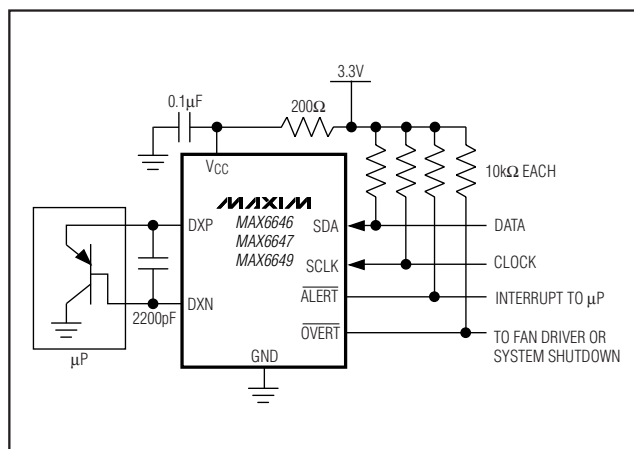 3.3V
0.1µF
200Ω
VCC
10kΩ EACH
MAXIM
MAX6646
MAX6647
MAX6649
DXP
SDA
DATA
SCLK
CLOCK
ALERT
INTERRUPT TO µP
DXN
2200pF
OVERT
TO FAN DRIVER OR
SYSTEM SHUTDOWN
GND
µP